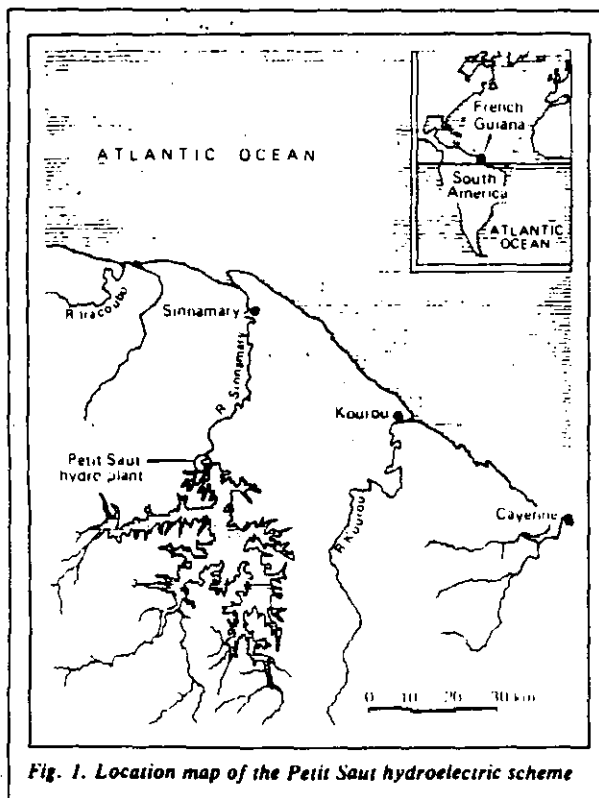 ATLANTIC OCEAN
French
Guiana
South
America
ATLANTIC
OCEAN
R Iracoubo
Sinnamary
R Sinnamary
Kourou
Petit Saut
hydro plant
R Kourou
Cayenne
0 10 20 30 km
Fig. 1. Location map of the Petit Saut hydroelectric scheme